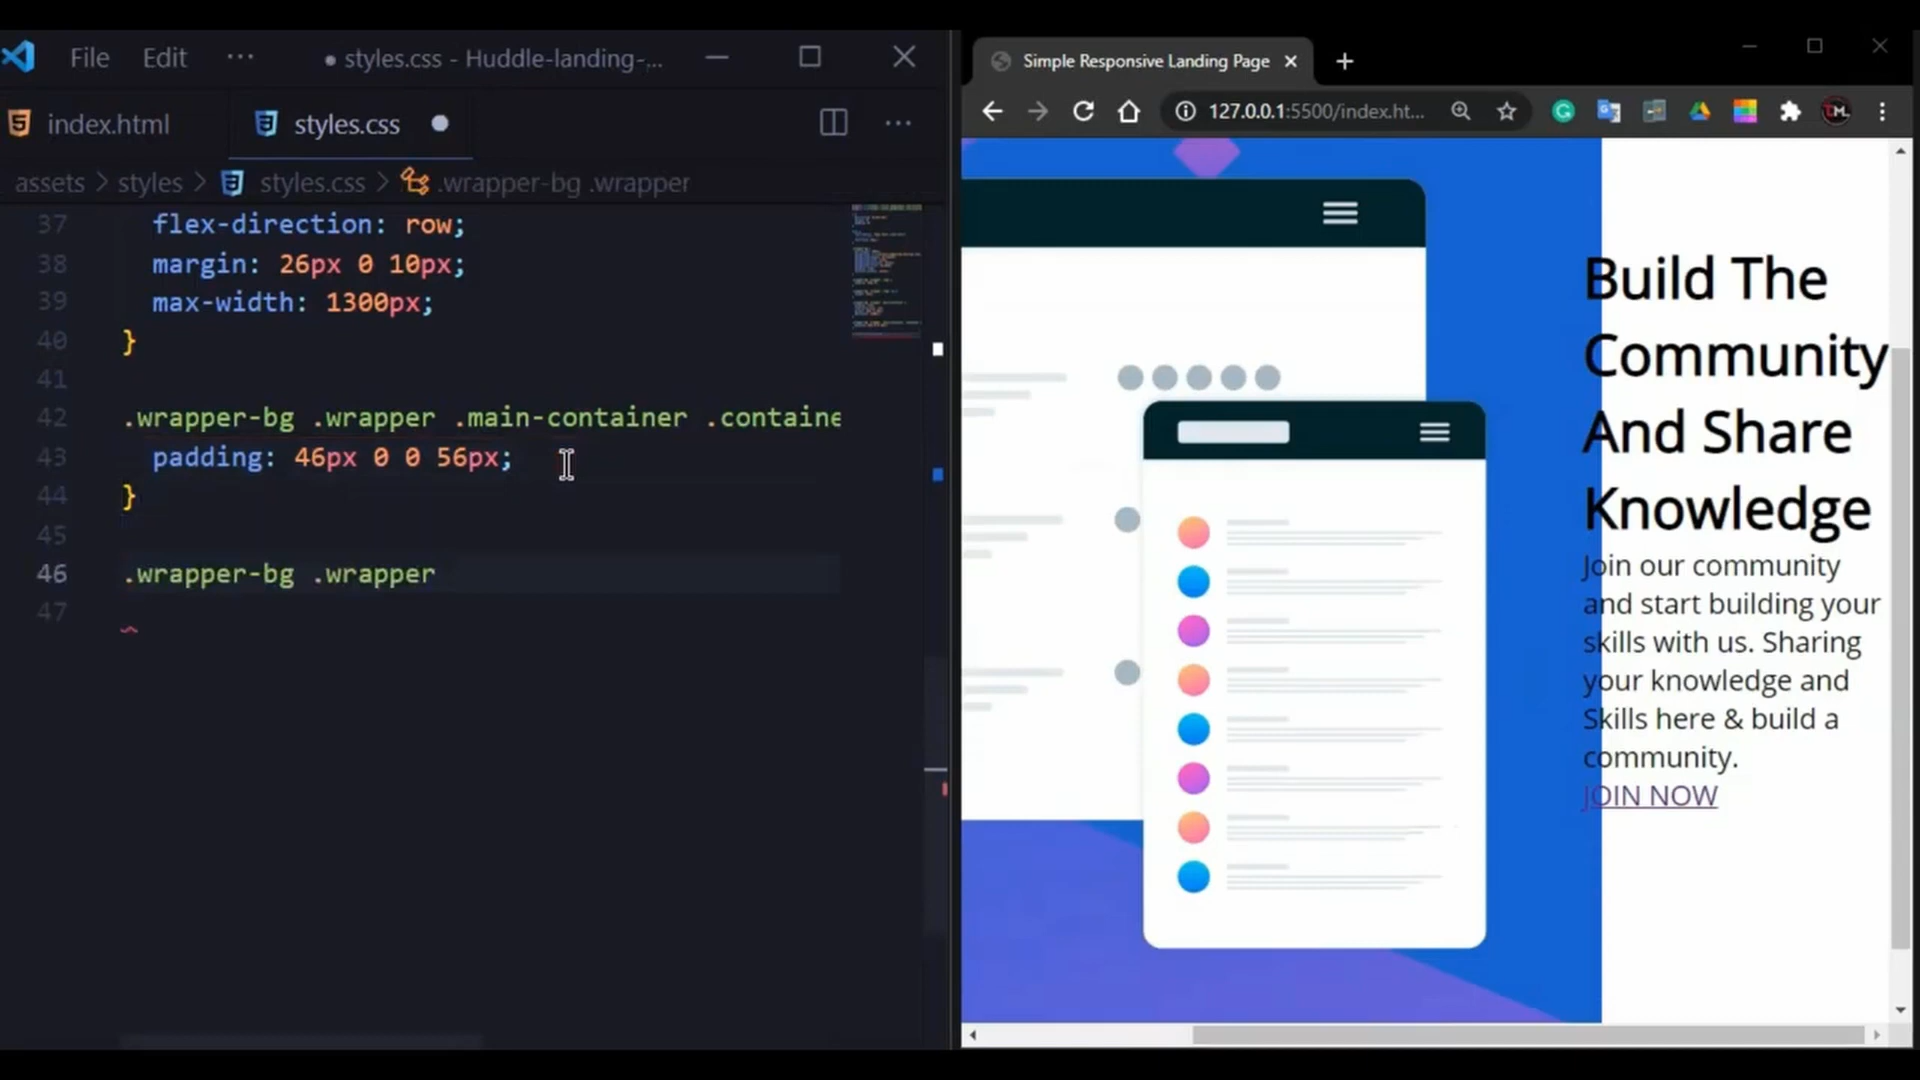 File Edit ··· ● styles.css - Huddle-landing-...
index.html styles.css ●
assets > styles > styles.css > .wrapper-bg .wrapper
37 flex-direction: row;
38 margin: 26px 0 10px;
39 max-width: 1300px;
40 }
41
42 .wrapper-bg .wrapper .main-container .containe
43 padding: 46px 0 0 56px;
44 }
45
46 .wrapper-bg .wrapper
47
Simple Responsive Landing Page
127.0.0.1:5500/index.ht...
Build The
Community
And Share
Knowledge
Join our community
and start building your
skills with us. Sharing
your knowledge and
Skills here & build a
community.
JOIN NOW